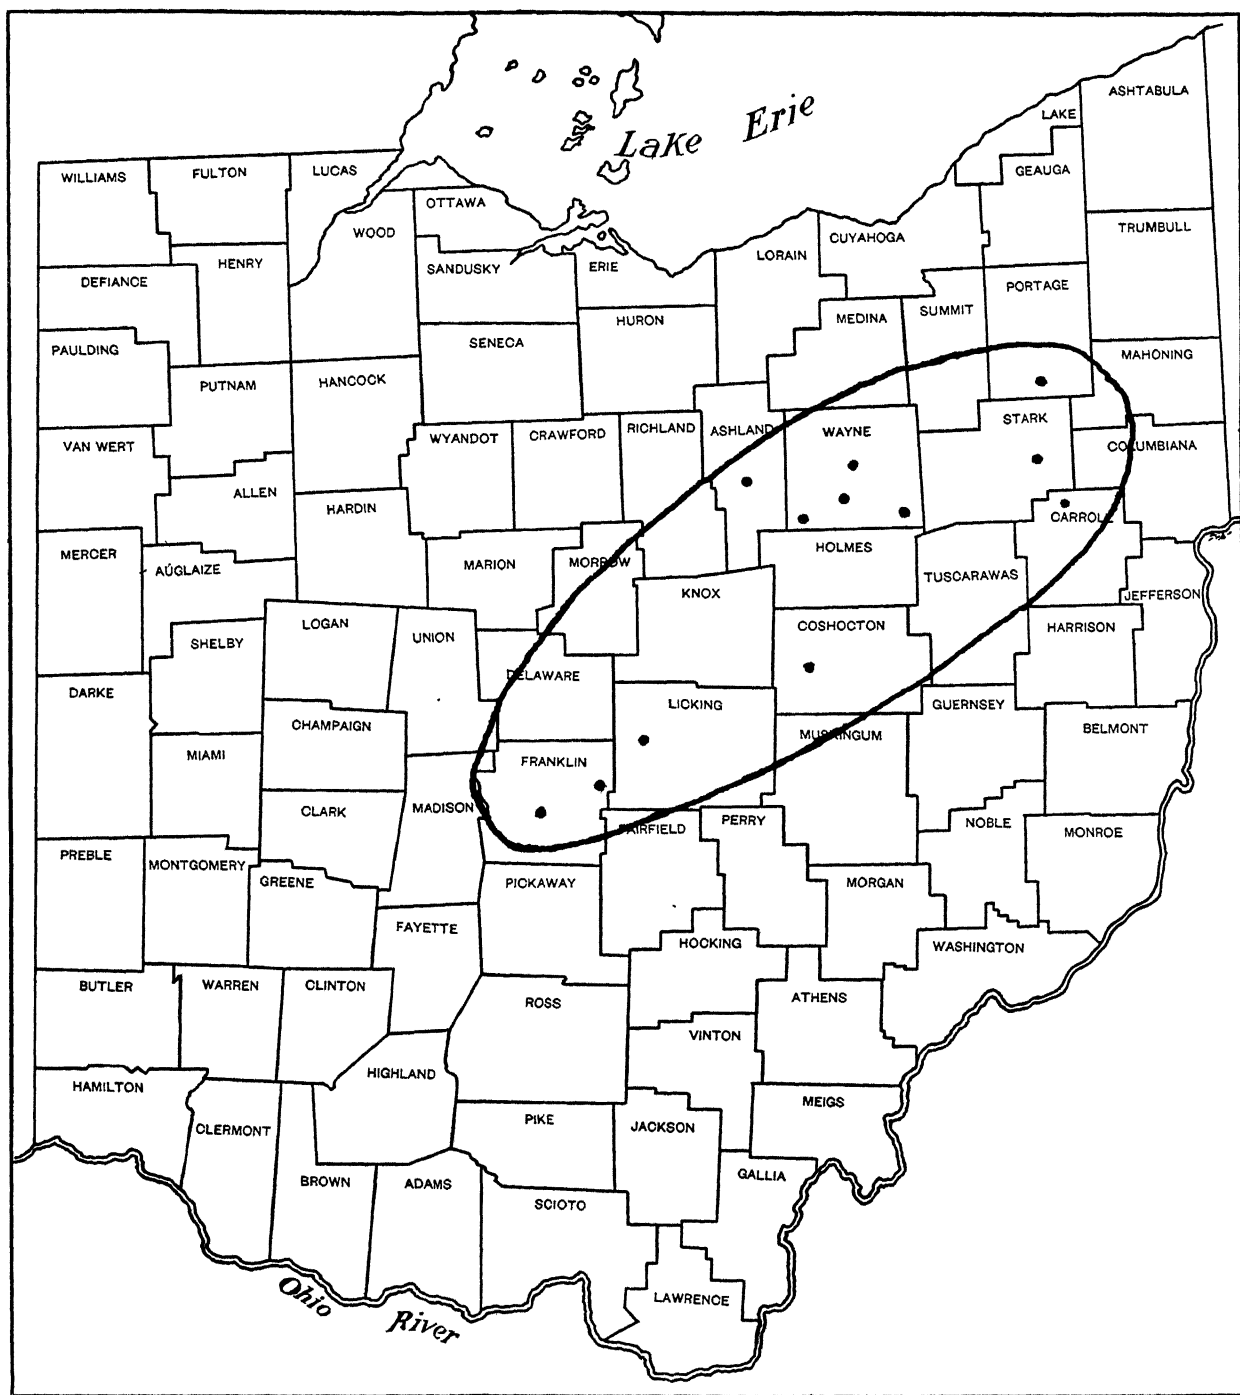 Lake Erie
ASHTABULA
LAKE
GEAUGA
WILLIAMS
FULTON
LUCAS
OTTAWA
WOOD
CUYAHOGA
TRUMBULL
HENRY
SANDUSKY
ERIE
LORAIN
DEFIANCE
PORTAGE
SUMMIT
MEDINA
HURON
SENECA
PAULDING
MAHONING
PUTNAM
HANCOCK
STARK
WYANDOT
CRAWFORD
RICHLAND
ASHLAND
WAYNE
VAN WERT
COLUMBIANA
ALLEN
HARDIN
CARROLL
HOLMES
MERCER
AUGLAIZE
MARION
MORROW
TUSCARAWAS
KNOX
JEFFERSON
LOGAN
UNION
COSHOCTON
HARRISON
SHELBY
DELAWARE
DARKE
LICKING
GUERNSEY
CHAMPAIGN
MUSKINGUM
BELMONT
MIAMI
FRANKLIN
CLARK
MADISON
FAIRFIELD
PERRY
NOBLE
MONROE
PREBLE
MONTGOMERY
GREENE
PICKAWAY
MORGAN
FAYETTE
HOCKING
WASHINGTON
BUTLER
WARREN
CLINTON
ROSS
ATHENS
VINTON
HIGHLAND
HAMILTON
MEIGS
PIKE
JACKSON
CLERMONT
BROWN
ADAMS
GALLIA
SCIOTO
LAWRENCE
Ohio River